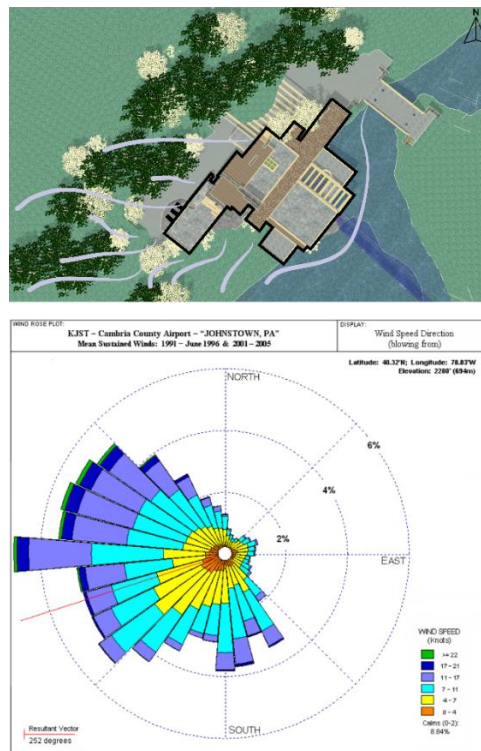 N
WIND ROSE PLOT:
KJST – Cambria County Airport – "JOHNSTOWN, PA"
Mean Sustained Winds: 1991 – June 1996 & 2001 – 2005
DISPLAY:
Wind Speed Direction
(blowing from)
Latitude: 40.32'N; Longitude: 78.83'W
Elevation: 2280' (694m)
NORTH
6%
4%
2%
EAST
WIND SPEED
(Knots)
>= 22
17 - 21
11 - 17
7 - 11
4 - 7
0 - 4
Calms (0-2):
8.84%
Resultant Vector
252 degrees
SOUTH